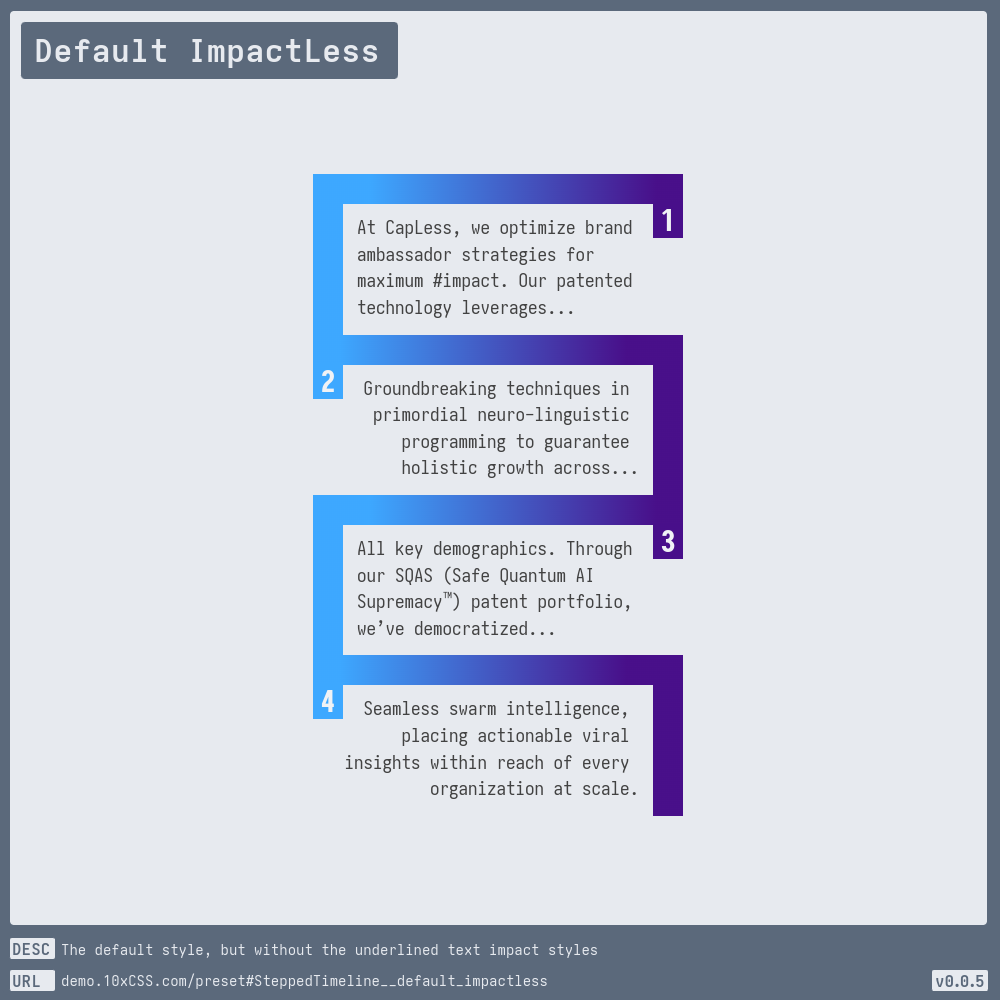 Default ImpactLess
1
At CapLess, we optimize brand
ambassador strategies for
maximum #impact. Our patented
technology leverages...
2
Groundbreaking techniques in
primordial neuro-linguistic
programming to guarantee
holistic growth across...
3
All key demographics. Through
our SQAS (Safe Quantum AI
Supremacy™) patent portfolio,
we’ve democratized...
4
Seamless swarm intelligence,
placing actionable viral
insights within reach of every
organization at scale.
DESC The default style, but without the underlined text impact styles
URL demo.10xCSS.com/preset#SteppedTimeline__default_impactless
v0.0.5